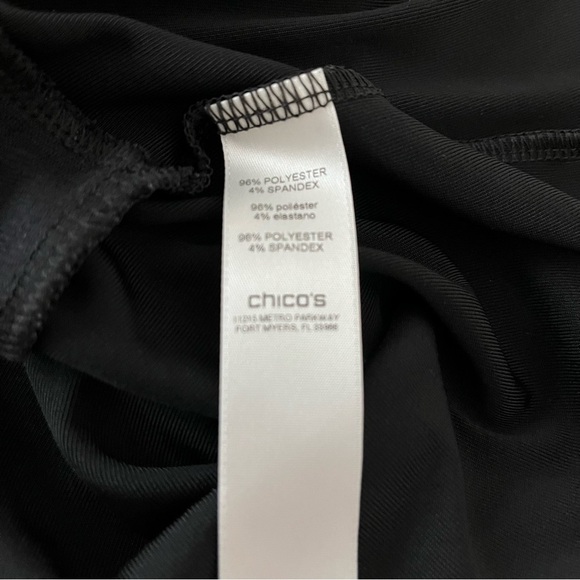 96% POLYESTER
4% SPANDEX
96% poliéster
4% elastano
96% POLYESTER
4% SPANDEX
chico's
11215 METRO PARKWAY
FORT MYERS, FL 33966